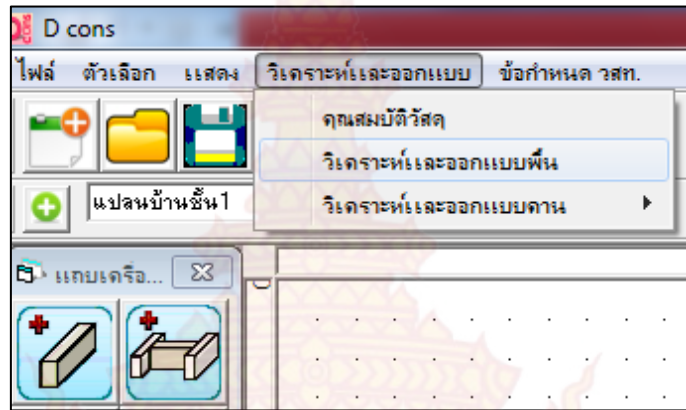 D cons
ไฟล์ ตัวเลือก แสดง วิเคราะห์และออกแบบ ข้อกำหนด วสท.
คุณสมบัติวัสดุ
วิเคราะห์และออกแบบพื้น
แปลนบ้านชั้น1 วิเคราะห์และออกแบบคาน
แถบเครื่อ...